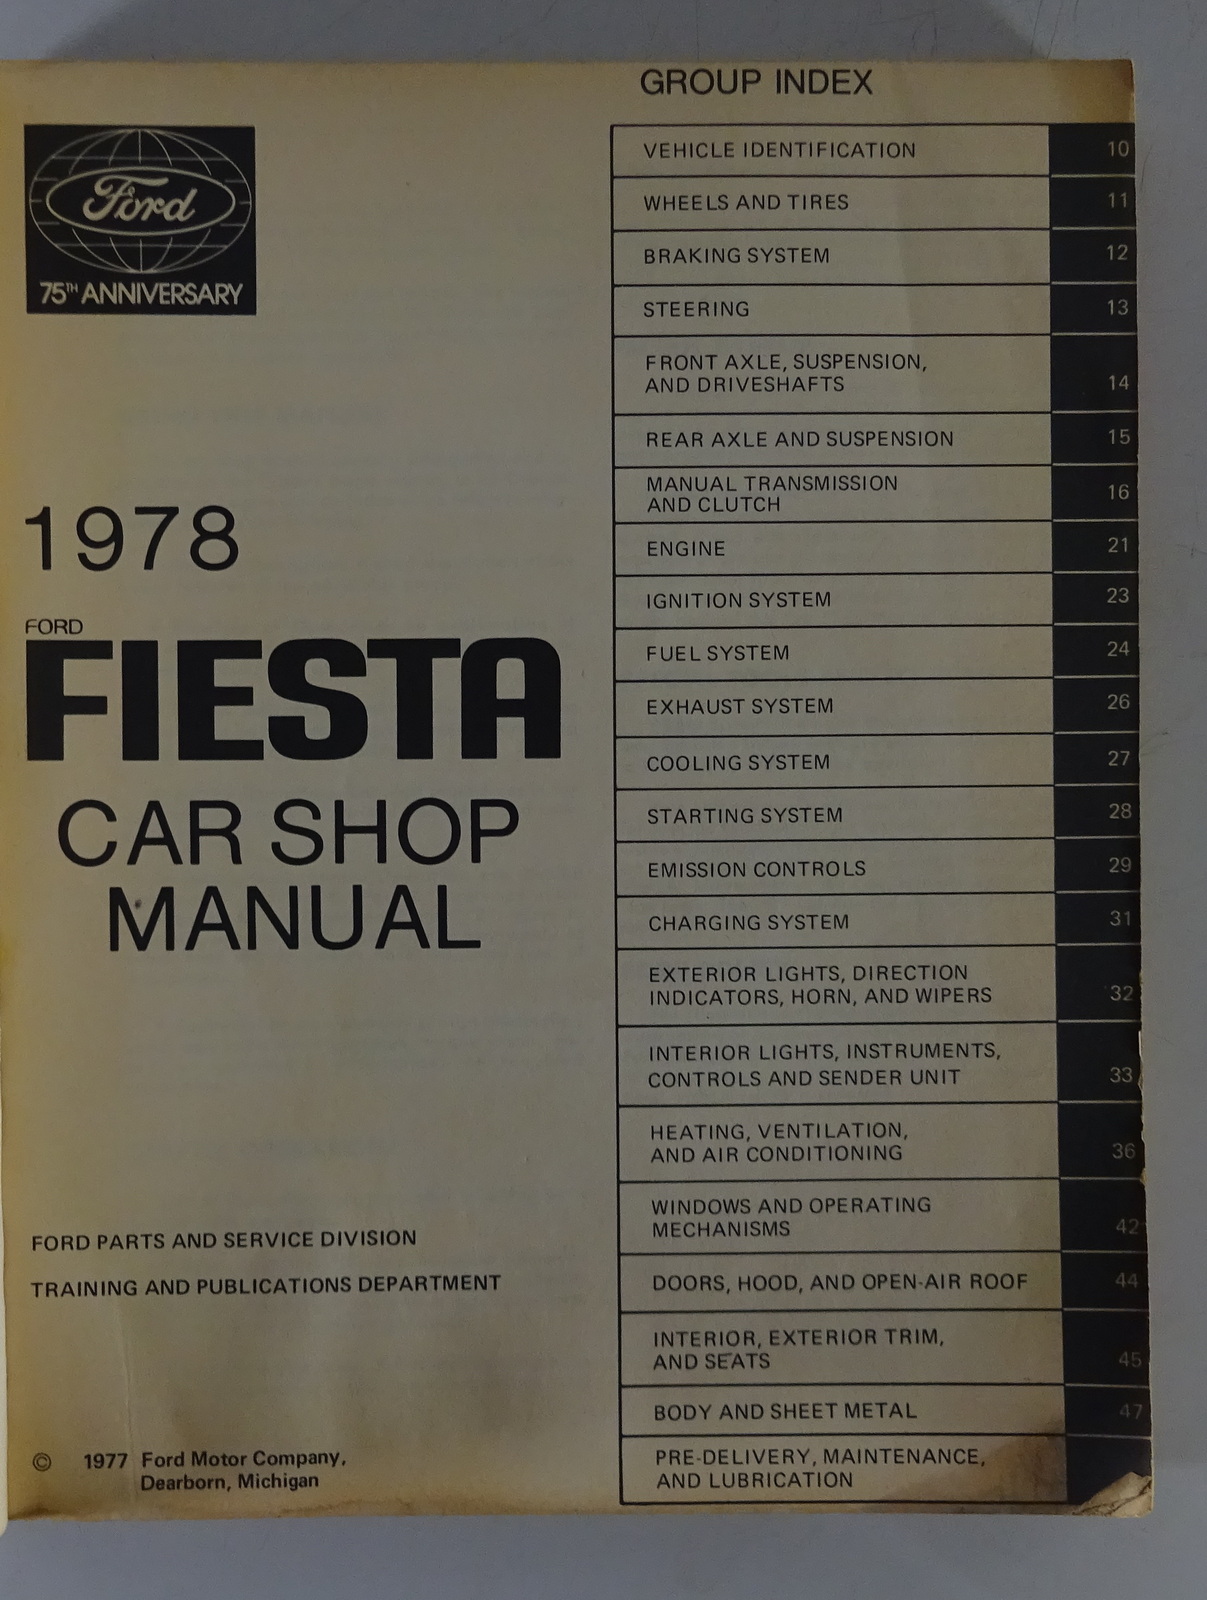 Ford
75TH ANNIVERSARY
1978
FORD
FIESTA
CAR SHOP
MANUAL
FORD PARTS AND SERVICE DIVISION
TRAINING AND PUBLICATIONS DEPARTMENT
© 1977 Ford Motor Company,
Dearborn, Michigan
GROUP INDEX
VEHICLE IDENTIFICATION 10
WHEELS AND TIRES 11
BRAKING SYSTEM 12
STEERING 13
FRONT AXLE, SUSPENSION,
AND DRIVESHAFTS 14
REAR AXLE AND SUSPENSION 15
MANUAL TRANSMISSION
AND CLUTCH 16
ENGINE 21
IGNITION SYSTEM 23
FUEL SYSTEM 24
EXHAUST SYSTEM 26
COOLING SYSTEM 27
STARTING SYSTEM 28
EMISSION CONTROLS 29
CHARGING SYSTEM 31
EXTERIOR LIGHTS, DIRECTION
INDICATORS, HORN, AND WIPERS 32
INTERIOR LIGHTS, INSTRUMENTS,
CONTROLS AND SENDER UNIT 33
HEATING, VENTILATION,
AND AIR CONDITIONING 36
WINDOWS AND OPERATING
MECHANISMS 42
DOORS, HOOD, AND OPEN-AIR ROOF 44
INTERIOR, EXTERIOR TRIM,
AND SEATS 45
BODY AND SHEET METAL 47
PRE-DELIVERY, MAINTENANCE,
AND LUBRICATION